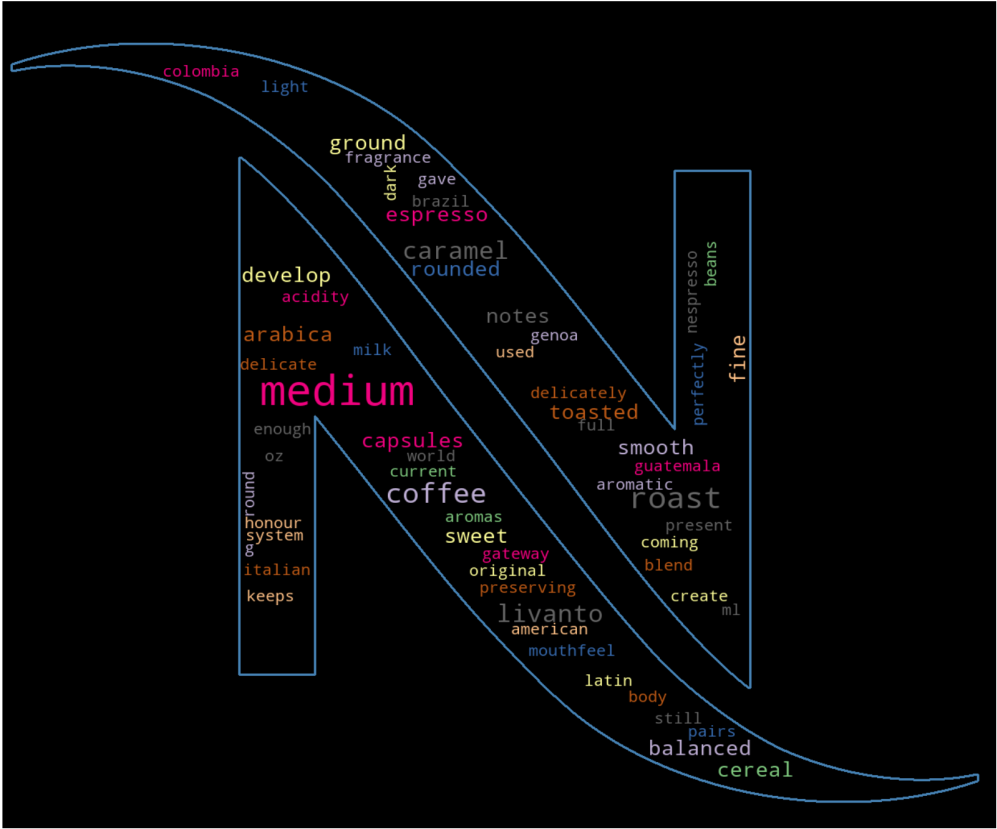 colombia
light
ground
fragrance
dark
gave
brazil
espresso
caramel
rounded
develop
acidity
notes
genoa
used
arabica
milk
delicate
medium
beans
nespresso
fine
perfectly
delicately
toasted
full
enough
oz
capsules
world
current
coffee
smooth
guatemala
aromatic
roast
round
honour
system
g
aromas
sweet
gateway
original
preserving
present
coming
blend
italian
keeps
create
ml
livanto
american
mouthfeel
latin
body
still
pairs
balanced
cereal